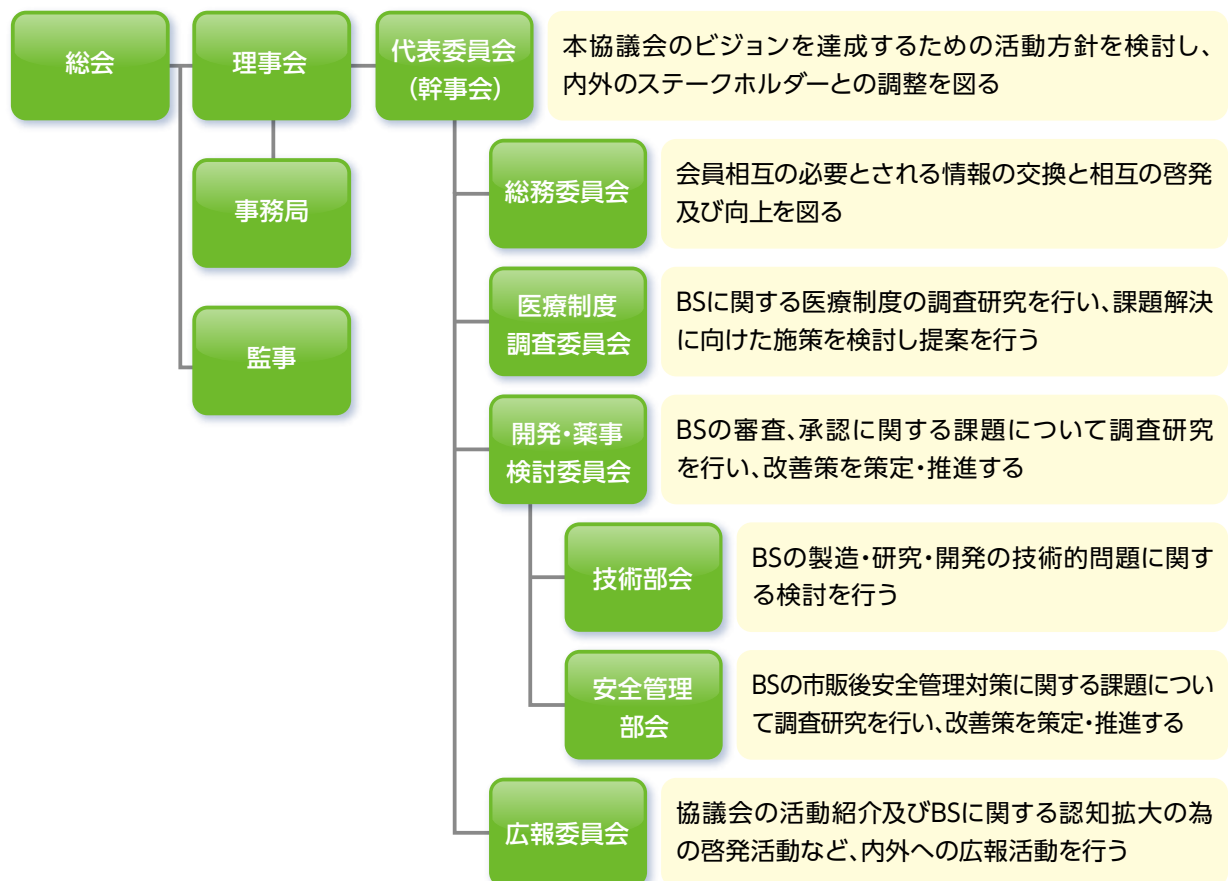 総会
理事会
代表委員会
(幹事会)
本協議会のビジョンを達成するための活動方針を検討し、
内外のステークホルダーとの調整を図る
事務局
監事
総務委員会
会員相互の必要とされる情報の交換と相互の啓発
及び向上を図る
医療制度
調査委員会
BSに関する医療制度の調査研究を行い、課題解決
に向けた施策を検討し提案を行う
開発・薬事
検討委員会
BSの審査、承認に関する課題について調査研究
を行い、改善策を策定・推進する
技術部会
BSの製造・研究・開発の技術的問題に関す
る検討を行う
安全管理
部会
BSの市販後安全管理対策に関する課題につい
て調査研究を行い、改善策を策定・推進する
広報委員会
協議会の活動紹介及びBSに関する認知拡大の為
の啓発活動など、内外への広報活動を行う